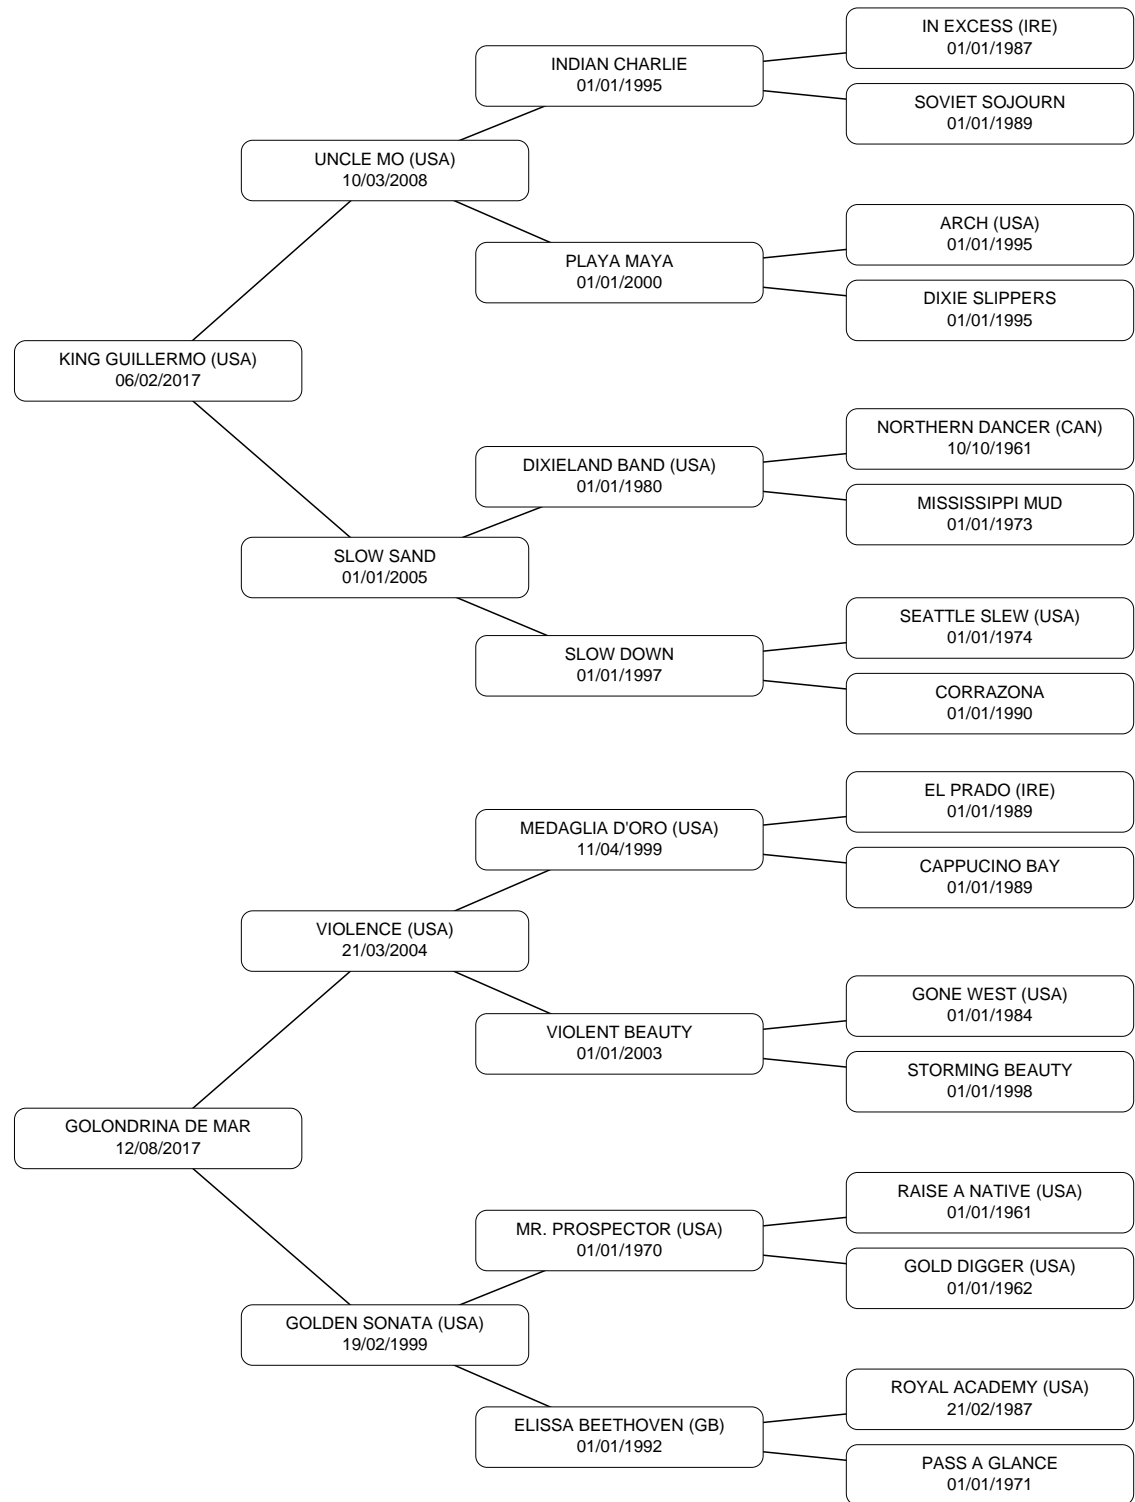 IN EXCESS (IRE)
01/01/1987
INDIAN CHARLIE
01/01/1995
SOVIET SOJOURN
01/01/1989
UNCLE MO (USA)
10/03/2008
ARCH (USA)
01/01/1995
PLAYA MAYA
01/01/2000
DIXIE SLIPPERS
01/01/1995
KING GUILLERMO (USA)
06/02/2017
NORTHERN DANCER (CAN)
10/10/1961
DIXIELAND BAND (USA)
01/01/1980
MISSISSIPPI MUD
01/01/1973
SLOW SAND
01/01/2005
SEATTLE SLEW (USA)
01/01/1974
SLOW DOWN
01/01/1997
CORRAZONA
01/01/1990
EL PRADO (IRE)
01/01/1989
MEDAGLIA D'ORO (USA)
11/04/1999
CAPPUCINO BAY
01/01/1989
VIOLENCE (USA)
21/03/2004
GONE WEST (USA)
01/01/1984
VIOLENT BEAUTY
01/01/2003
STORMING BEAUTY
01/01/1998
GOLONDRINA DE MAR
12/08/2017
RAISE A NATIVE (USA)
01/01/1961
MR. PROSPECTOR (USA)
01/01/1970
GOLD DIGGER (USA)
01/01/1962
GOLDEN SONATA (USA)
19/02/1999
ROYAL ACADEMY (USA)
21/02/1987
ELISSA BEETHOVEN (GB)
01/01/1992
PASS A GLANCE
01/01/1971